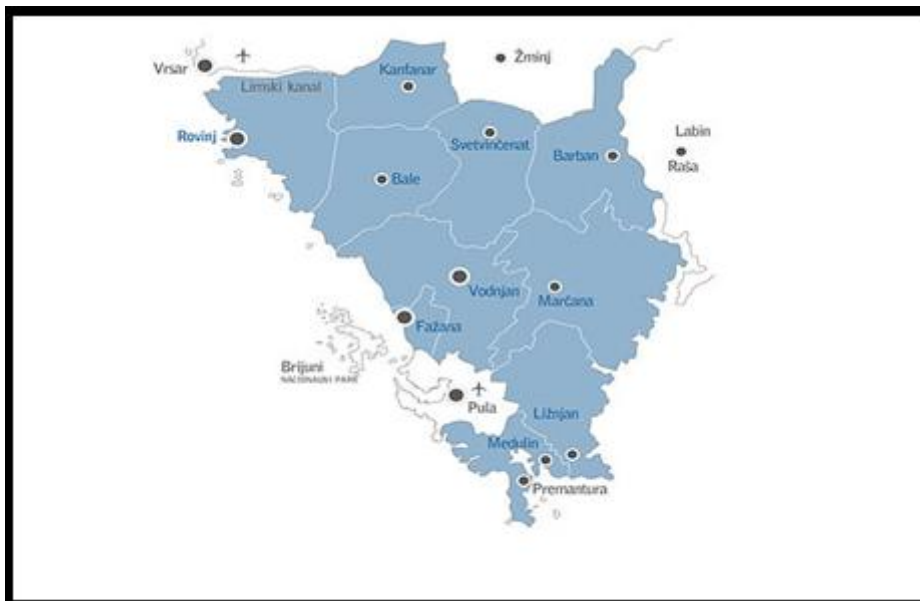 Vrsar
Žminj
Kanfanar
Limski kanal
Rovinj
Svetvinčenat
Labin
Barban
Raša
Bale
Vodnjan
Marčana
Fažana
Brijuni
NACIONALNI PARK
Pula
Ližnjan
Medulin
Premantura